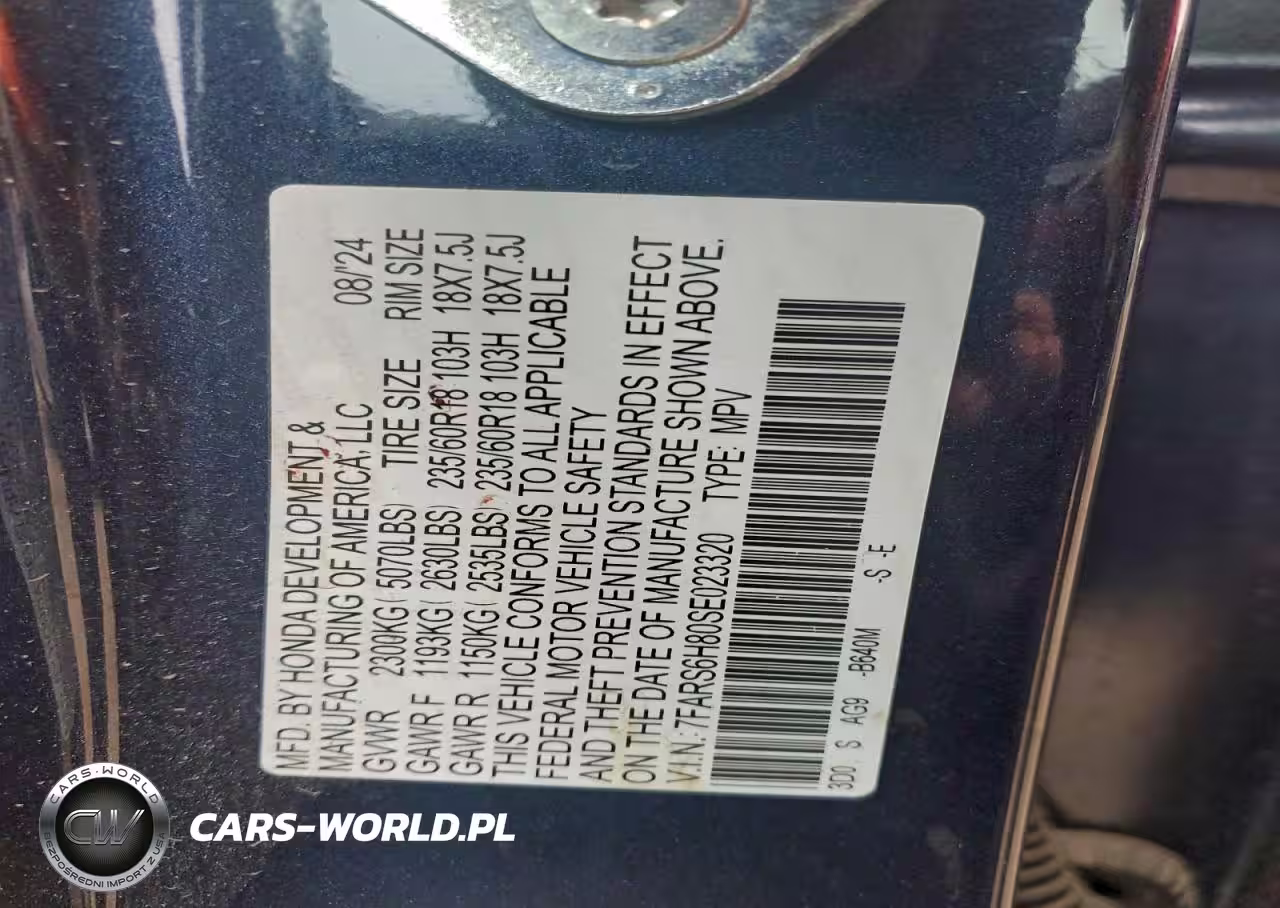 MFD. BY HONDA DEVELOPMENT &
MANUFACTURING OF AMERICA, LLC 08/'24
GVWR 2300KG( 5070LBS) TIRE SIZE RIM SIZE
GAWR F 1193KG( 2630LBS) 235/60R18 103H 18X7.5J
GAWR R 1150KG( 2535LBS) 235/60R18 103H 18X7.5J
THIS VEHICLE CONFORMS TO ALL APPLICABLE
FEDERAL MOTOR VEHICLE SAFETY
AND THEFT PREVENTION STANDARDS IN EFFECT
ON THE DATE OF MANUFACTURE SHOWN ABOVE.
V.I.N.: 7FARS6H80SE023320 TYPE: MPV
3D0 S AG9 -B640M -S -E
CARS-WORLD
CW
BEZPOŚREDNI IMPORT Z USA
CARS-WORLD.PL